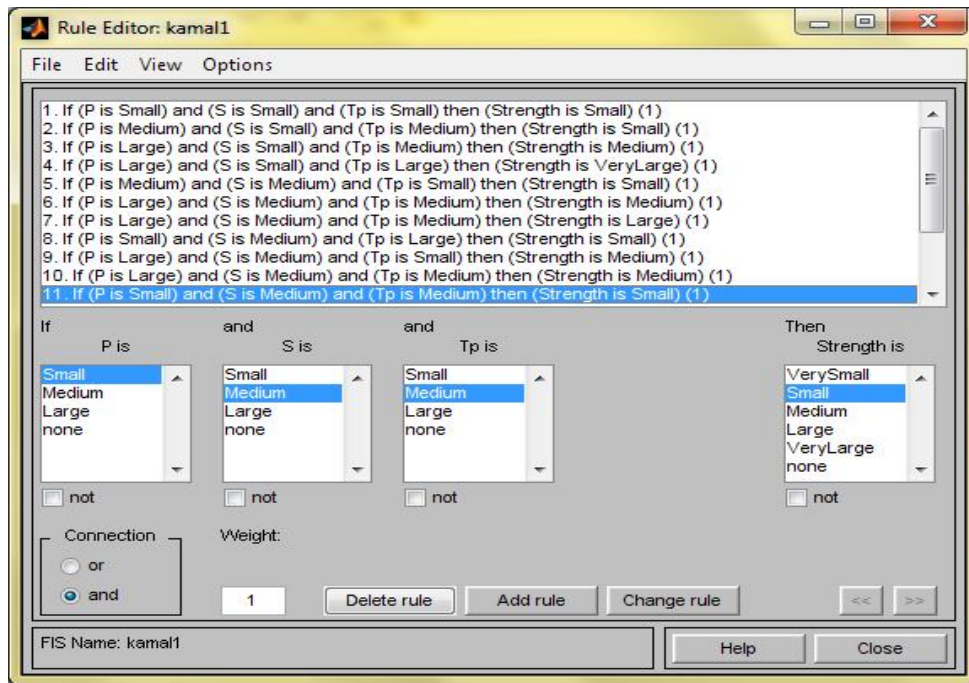 Rule Editor: kamal1
File Edit View Options
1. If (P is Small) and (S is Small) and (Tp is Small) then (Strength is Small) (1)
2. If (P is Medium) and (S is Small) and (Tp is Medium) then (Strength is Small) (1)
3. If (P is Large) and (S is Small) and (Tp is Medium) then (Strength is Medium) (1)
4. If (P is Large) and (S is Small) and (Tp is Large) then (Strength is VeryLarge) (1)
5. If (P is Medium) and (S is Medium) and (Tp is Small) then (Strength is Small) (1)
6. If (P is Large) and (S is Medium) and (Tp is Medium) then (Strength is Medium) (1)
7. If (P is Large) and (S is Medium) and (Tp is Medium) then (Strength is Large) (1)
8. If (P is Small) and (S is Medium) and (Tp is Large) then (Strength is Small) (1)
9. If (P is Large) and (S is Medium) and (Tp is Small) then (Strength is Medium) (1)
10. If (P is Large) and (S is Medium) and (Tp is Medium) then (Strength is Medium) (1)
11. If (P is Small) and (S is Medium) and (Tp is Medium) then (Strength is Small) (1)
If and and Then
P is S is Tp is Strength is
Small Small Small VerySmall
Medium Medium Medium Small
Large Large Large Medium
none none none Large
VeryLarge
none
not not not not
Connection Weight:
or
and 1 Delete rule Add rule Change rule << >>
FIS Name: kamal1 Help Close